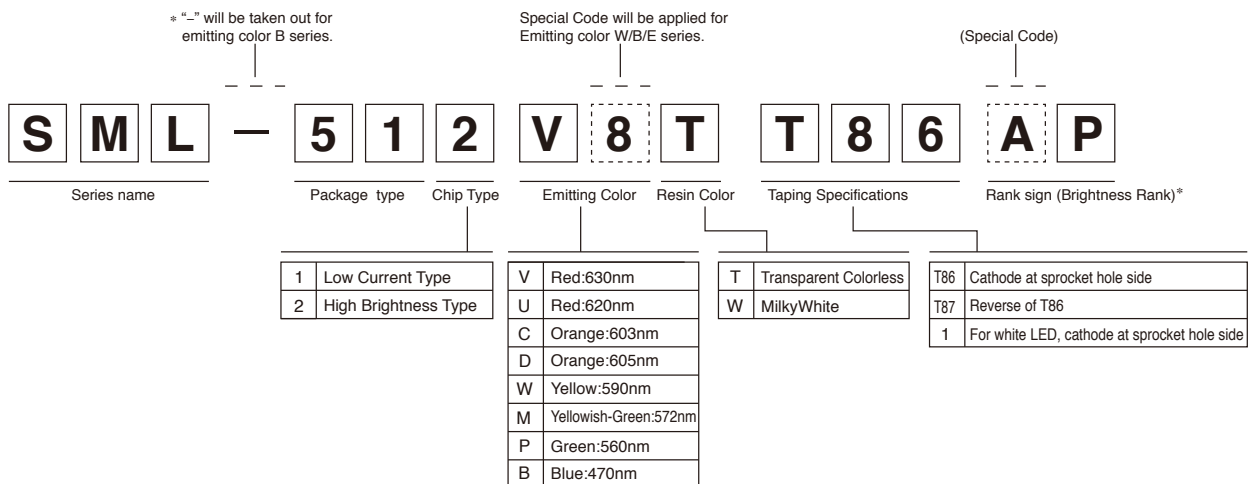 * “–” will be taken out for
emitting color B series.
Special Code will be applied for
Emitting color W/B/E series.
(Special Code)
S M L – 5 1 2 V 8 T T 8 6 A P
Series name
Package type
Chip Type
Emitting Color
Resin Color
Taping Specifications
Rank sign (Brightness Rank)*
1 Low Current Type
2 High Brightness Type
V Red:630nm
U Red:620nm
C Orange:603nm
D Orange:605nm
W Yellow:590nm
M Yellowish-Green:572nm
P Green:560nm
B Blue:470nm
T Transparent Colorless
W MilkyWhite
T86 Cathode at sprocket hole side
T87 Reverse of T86
1 For white LED, cathode at sprocket hole side